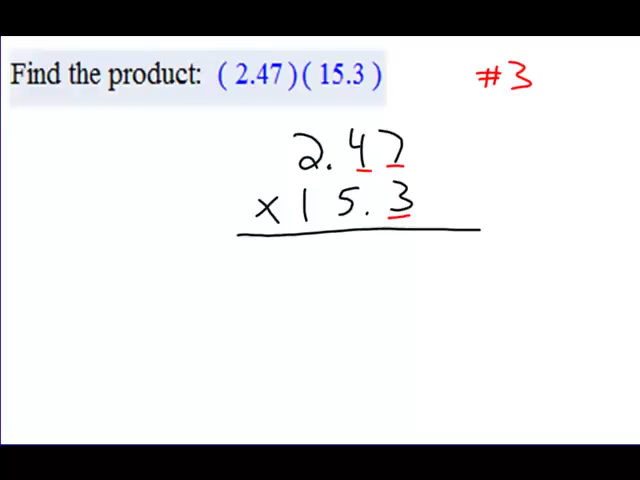 Find the product: ( 2.47 )( 15.3 )
#3
2.47
x 15.3